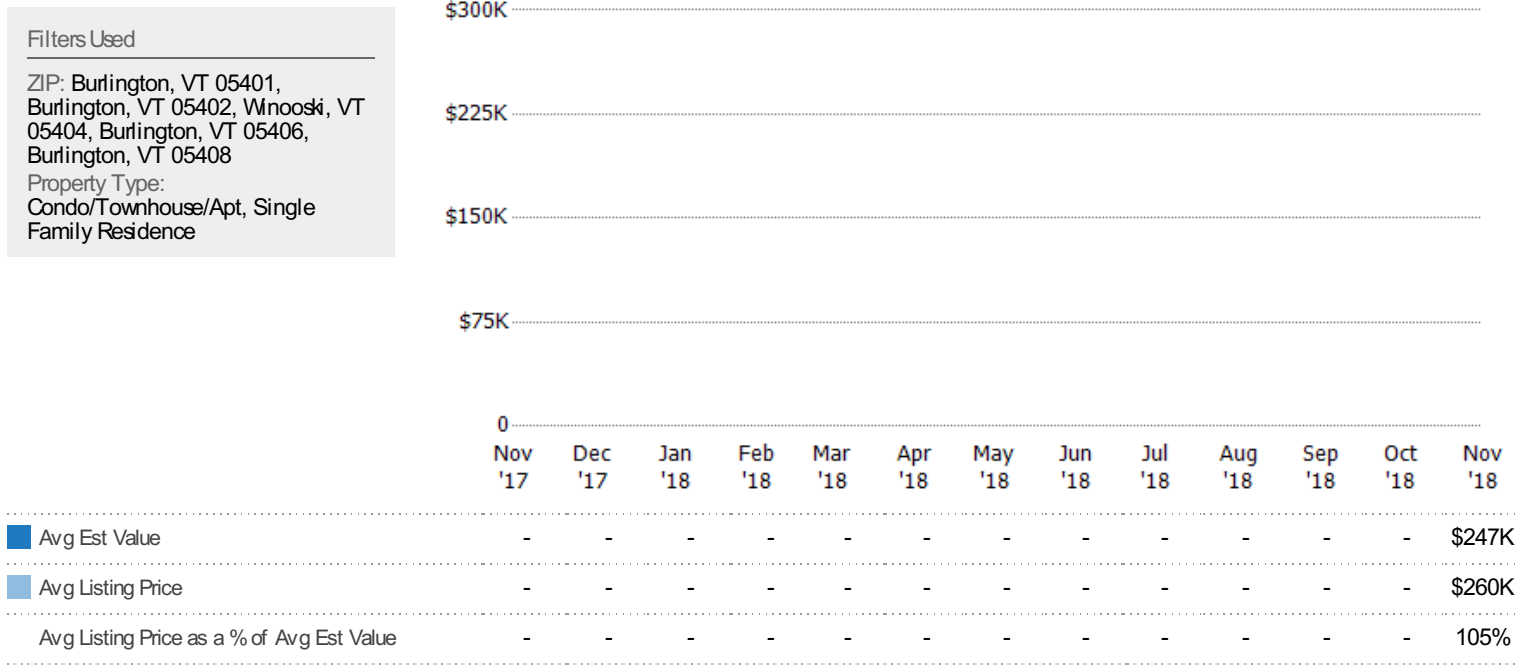 Filters Used
ZIP: Burlington, VT 05401,
Burlington, VT 05402, Winooski, VT
05404, Burlington, VT 05406,
Burlington, VT 05408
Property Type:
Condo/Townhouse/Apt, Single
Family Residence
$300K
$225K
$150K
$75K
0
Nov Dec Jan Feb Mar Apr May Jun Jul Aug Sep Oct Nov
'17 '17 '18 '18 '18 '18 '18 '18 '18 '18 '18 '18 '18
Avg Est Value - - - - - - - - - - - - $247K
Avg Listing Price - - - - - - - - - - - - $260K
Avg Listing Price as a % of Avg Est Value - - - - - - - - - - - - 105%